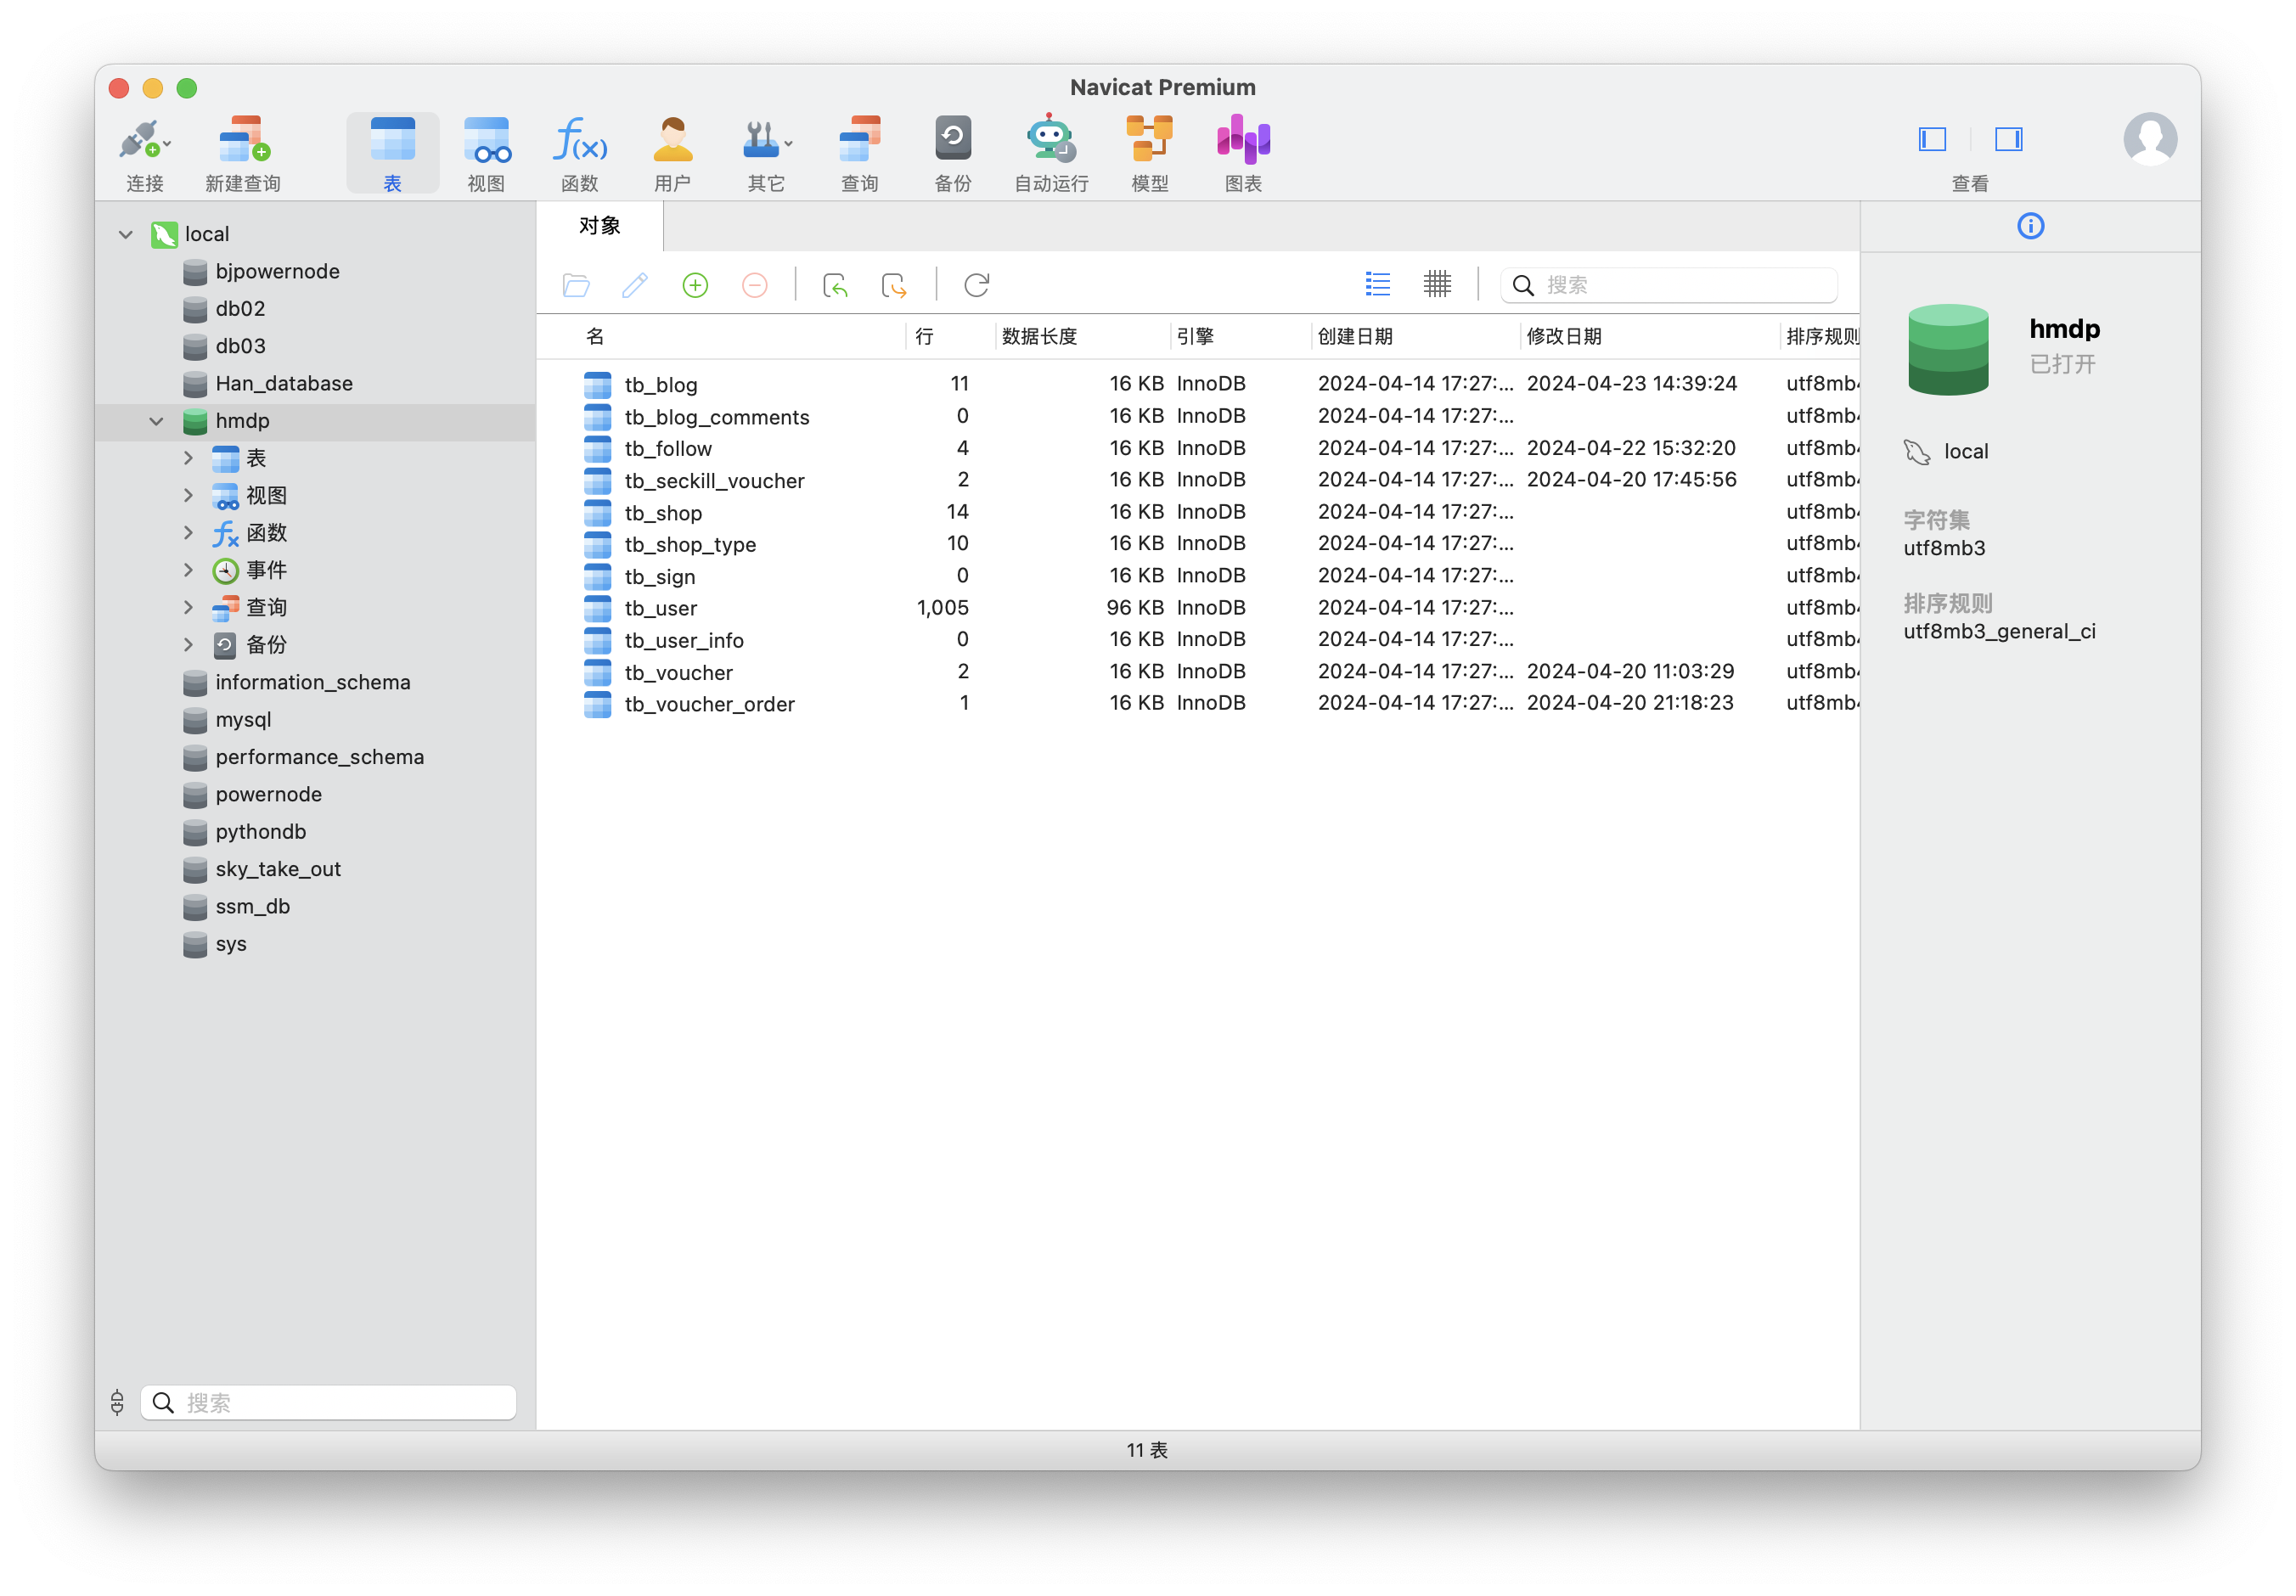 Navicat Premium
连接 新建查询 表 视图 函数 用户 其它 查询 备份 自动运行 模型 图表 查看
local
bjpowernode
db02
db03
Han_database
hmdp
表
视图
函数
事件
查询
备份
information_schema
mysql
performance_schema
powernode
pythondb
sky_take_out
ssm_db
sys
搜索
对象
搜索
名 行 数据长度 引擎 创建日期 修改日期 排序规则
tb_blog 11 16 KB InnoDB 2024-04-14 17:27:... 2024-04-23 14:39:24 utf8mb4
tb_blog_comments 0 16 KB InnoDB 2024-04-14 17:27:... utf8mb4
tb_follow 4 16 KB InnoDB 2024-04-14 17:27:... 2024-04-22 15:32:20 utf8mb4
tb_seckill_voucher 2 16 KB InnoDB 2024-04-14 17:27:... 2024-04-20 17:45:56 utf8mb4
tb_shop 14 16 KB InnoDB 2024-04-14 17:27:... utf8mb4
tb_shop_type 10 16 KB InnoDB 2024-04-14 17:27:... utf8mb4
tb_sign 0 16 KB InnoDB 2024-04-14 17:27:... utf8mb4
tb_user 1,005 96 KB InnoDB 2024-04-14 17:27:... utf8mb4
tb_user_info 0 16 KB InnoDB 2024-04-14 17:27:... utf8mb4
tb_voucher 2 16 KB InnoDB 2024-04-14 17:27:... 2024-04-20 11:03:29 utf8mb4
tb_voucher_order 1 16 KB InnoDB 2024-04-14 17:27:... 2024-04-20 21:18:23 utf8mb4
hmdp
已打开
local
字符集
utf8mb3
排序规则
utf8mb3_general_ci
11 表